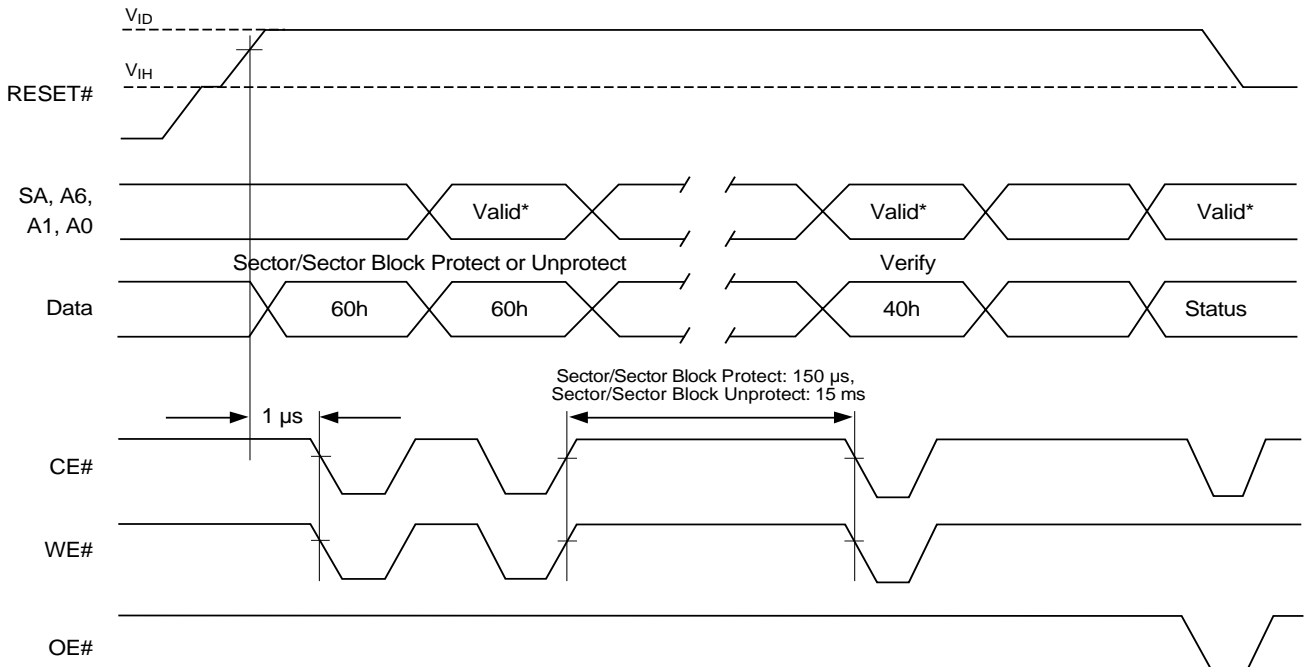 VID
VIH
RESET#
SA, A6,
A1, A0
Valid* Valid* Valid*
Sector/Sector Block Protect or Unprotect Verify
Data 60h 60h 40h Status
Sector/Sector Block Protect: 150 µs,
Sector/Sector Block Unprotect: 15 ms
1 µs
CE#
WE#
OE#